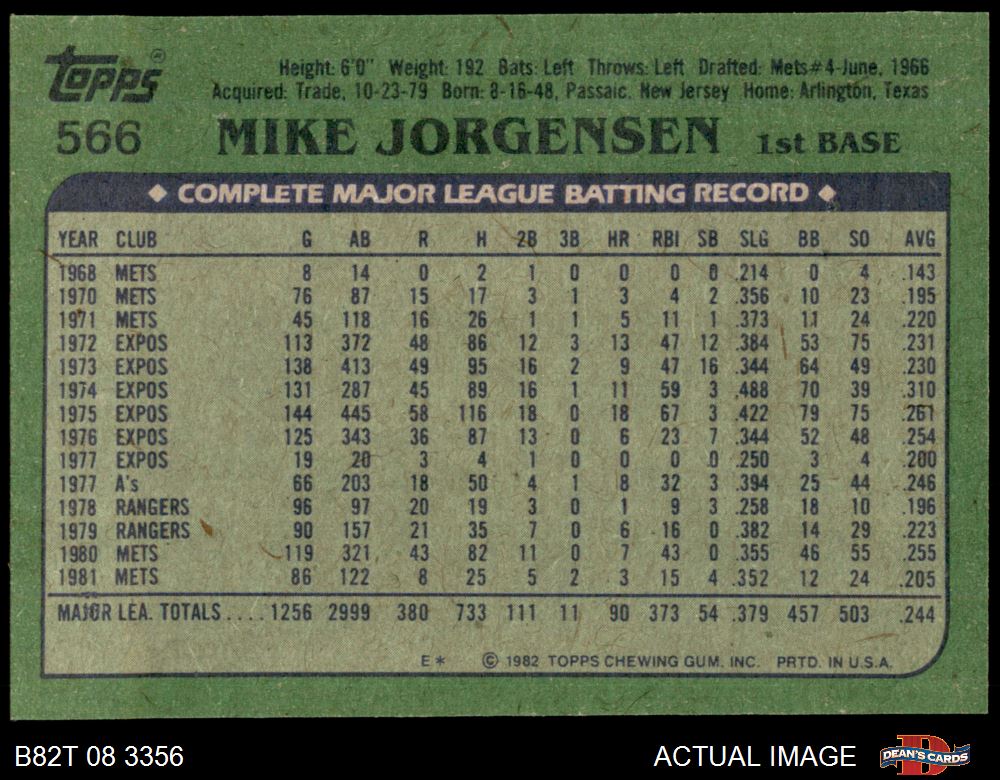 TOPPS®
Height: 6'0" Weight: 192 Bats: Left Throws: Left Drafted: Mets#4-June, 1966
Acquired: Trade, 10-23-79 Born: 8-16-48, Passaic, New Jersey Home: Arlington, Texas
566 MIKE JORGENSEN 1st BASE
◆ COMPLETE MAJOR LEAGUE BATTING RECORD ◆
YEAR CLUB G AB R H 2B 3B HR RBI SB SLG BB SO AVG
1968 METS 8 14 0 2 1 0 0 0 0 .214 0 4 .143
1970 METS 76 87 15 17 3 1 3 4 2 .356 10 23 .195
1971 METS 45 118 16 26 1 1 5 11 1 .373 11 24 .220
1972 EXPOS 113 372 48 86 12 3 13 47 12 .384 53 75 .231
1973 EXPOS 138 413 49 95 16 2 9 47 16 .344 64 49 .230
1974 EXPOS 131 287 45 89 16 1 11 59 3 .488 70 39 .310
1975 EXPOS 144 445 58 116 18 0 18 67 3 .422 79 75 .261
1976 EXPOS 125 343 36 87 13 0 6 23 7 .344 52 48 .254
1977 EXPOS 19 20 3 4 1 0 0 0 0 .250 3 4 .200
1977 A's 66 203 18 50 4 1 8 32 3 .394 25 44 .246
1978 RANGERS 96 97 20 19 3 0 1 9 3 .258 18 10 .196
1979 RANGERS 90 157 21 35 7 0 6 16 0 .382 14 29 .223
1980 METS 119 321 43 82 11 0 7 43 0 .355 46 55 .255
1981 METS 86 122 8 25 5 2 3 15 4 .352 12 24 .205
MAJOR LEA. TOTALS.... 1256 2999 380 733 111 11 90 373 54 .379 457 503 .244
E* © 1982 TOPPS CHEWING GUM, INC. PRTD. IN U.S.A.
B82T 08 3356 ACTUAL IMAGE DEAN'S CARDS